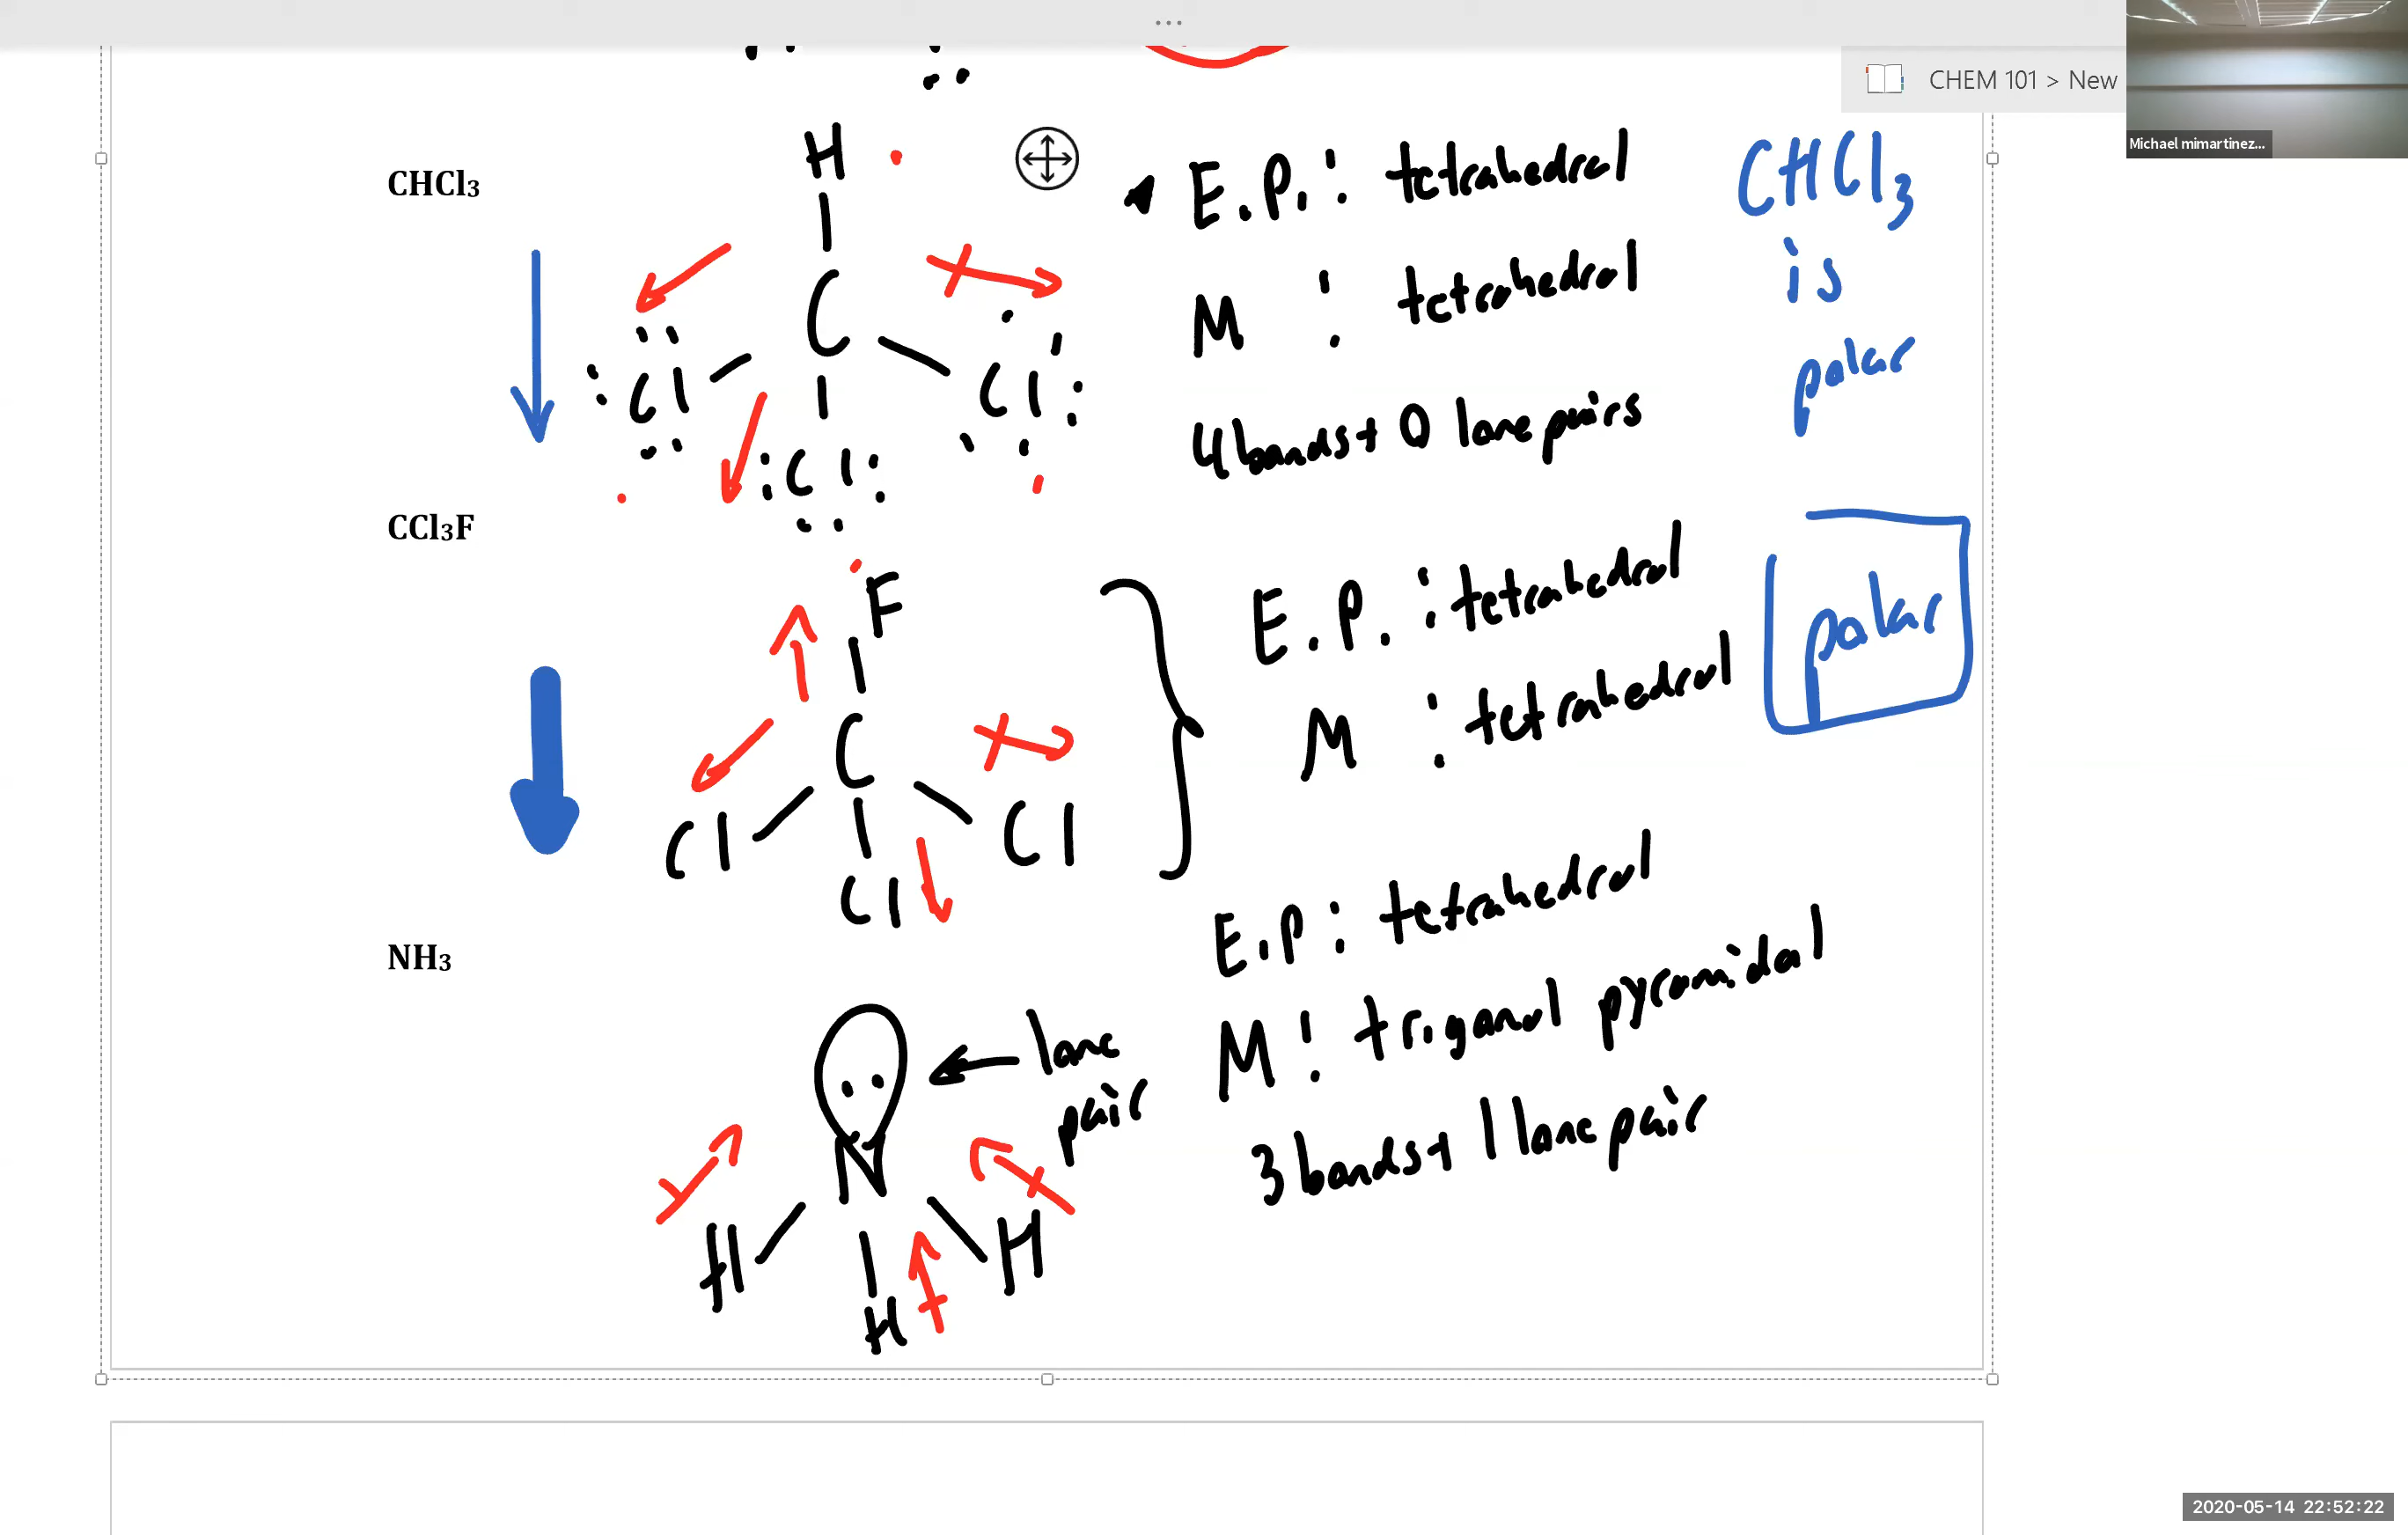 CHEM 101 > New
Michael mimartinez...
CHCl₃
H
C
:Cl
Cl:
:Cl:
E.P.: tetrahedral
M : tetrahedral
4 bonds + 0 lone pairs
CHCl₃
is
polar
CCl₃F
F
C
Cl
Cl
Cl
E.P. : tetrahedral
M : tetrahedral
polar
NH₃
lone
pair
N
H
H
H
E.P: tetrahedral
M: trigonal pyramidal
3 bonds + 1 lone pair
2020-05-14 22:52:22